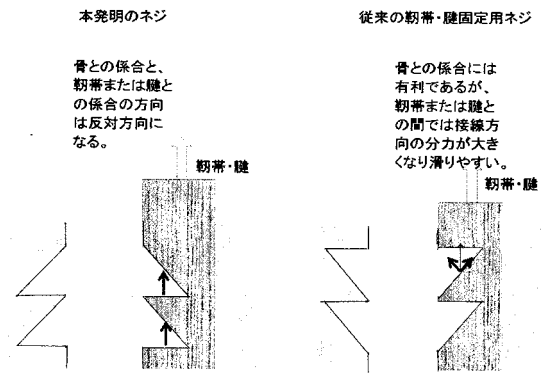 本発明のネジ
骨との係合と、
靭帯または腱と
の係合の方向
は反対方向に
なる。
靭帯・腱
従来の靭帯・腱固定用ネジ
骨との係合には
有利であるが、
靭帯または腱と
の間では接線方
向の分力が大き
くなり滑りやすい。
靭帯・腱